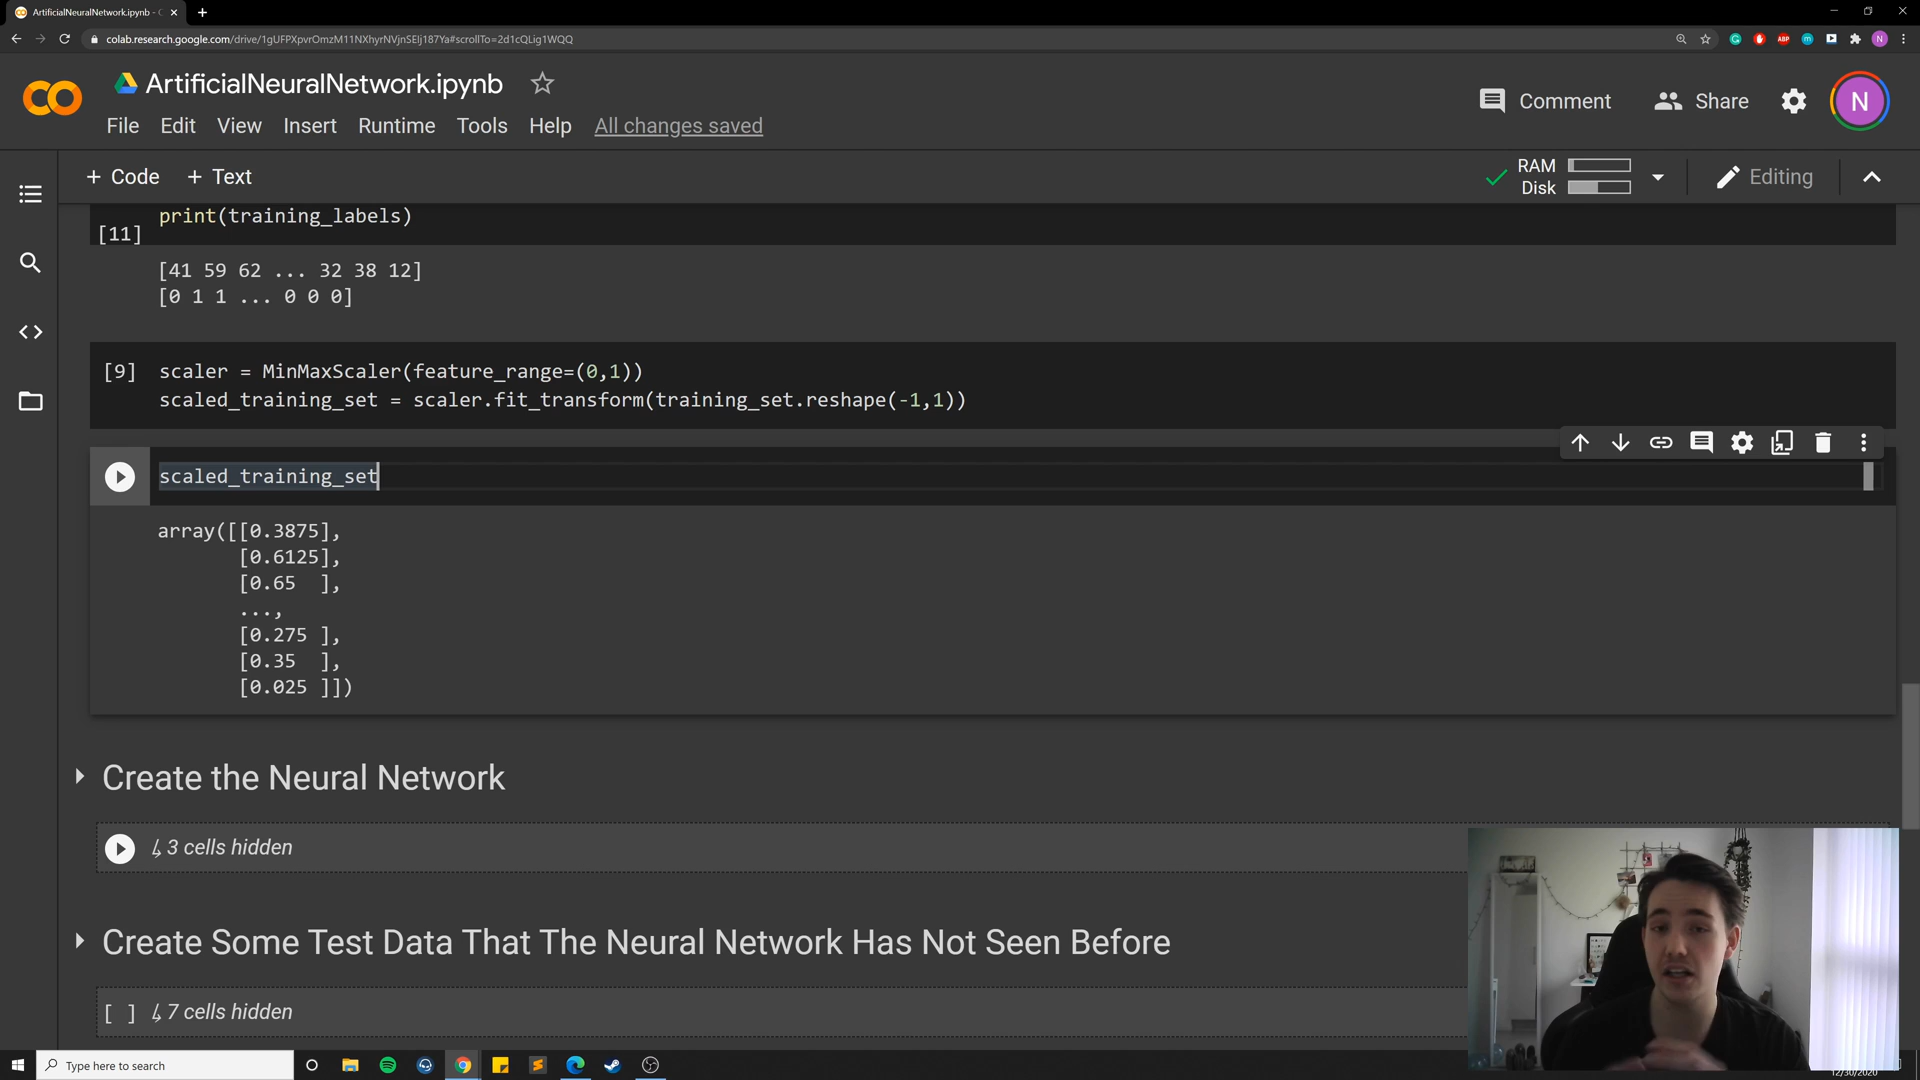 ArtificialNeuralNetwork.ipynb - C
colab.research.google.com/drive/1gUFPXpvrOmzM11NXhyrNVjnSEIj187Ya#scrollTo=2d1cQLig1WQQ
ABP
N
ArtificialNeuralNetwork.ipynb
Comment
Share
N
File Edit View Insert Runtime Tools Help All changes saved
+ Code + Text
RAM
Disk
Editing
print(training_labels)
[11]
[41 59 62 ... 32 38 12]
[0 1 1 ... 0 0 0]
[9] scaler = MinMaxScaler(feature_range=(0,1))
scaled_training_set = scaler.fit_transform(training_set.reshape(-1,1))
scaled_training_set
array([[0.3875],
[0.6125],
[0.65  ],
...,
[0.275 ],
[0.35  ],
[0.025 ]])
Create the Neural Network
3 cells hidden
Create Some Test Data That The Neural Network Has Not Seen Before
[ ] 7 cells hidden
Type here to search
12/30/2020